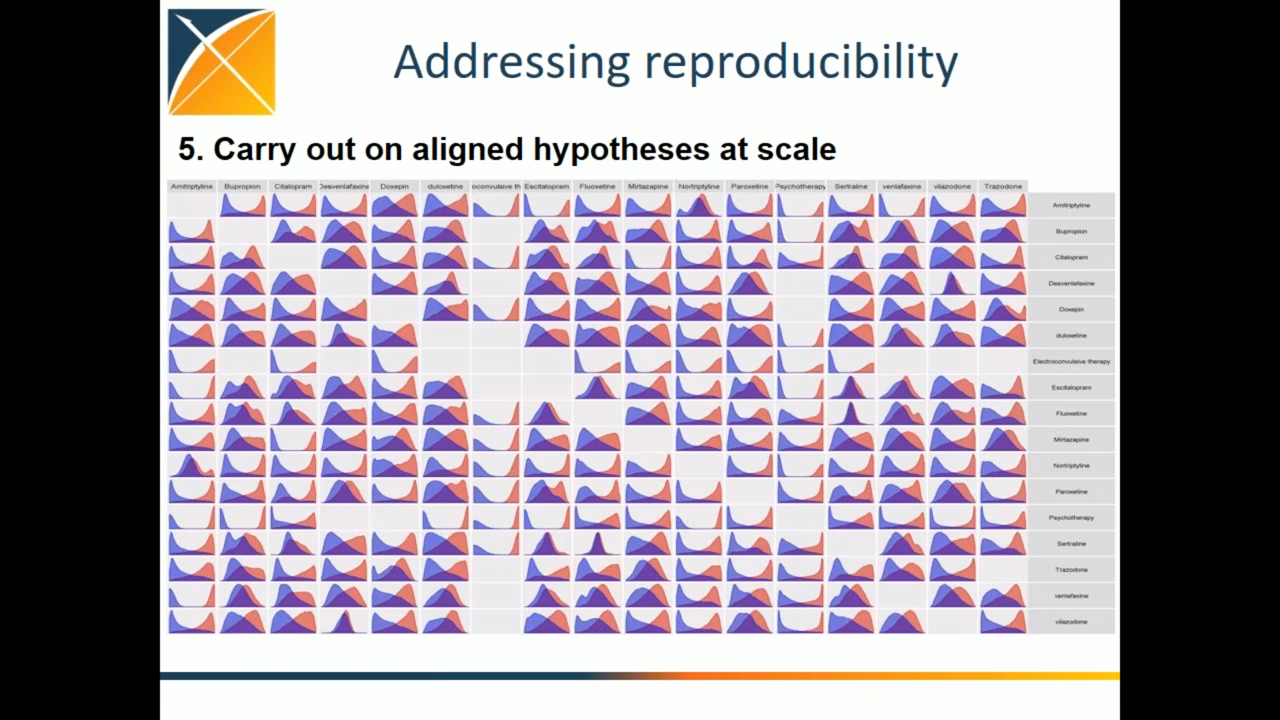 Addressing reproducibility
5. Carry out on aligned hypotheses at scale
Amitriptyline Bupropion Citalopram Desvenlafaxine Doxepin duloxetine oconvulsive th Escitalopram Fluoxetine Mirtazapine Nortriptyline Paroxetine Psychotherapy Sertraline venlafaxine vilazodone Trazodone
Amitriptyline
Bupropion
Citalopram
Desvenlafaxine
Doxepin
duloxetine
Electroconvulsive therapy
Escitalopram
Fluoxetine
Mirtazapine
Nortriptyline
Paroxetine
Psychotherapy
Sertraline
Trazodone
venlafaxine
vilazodone